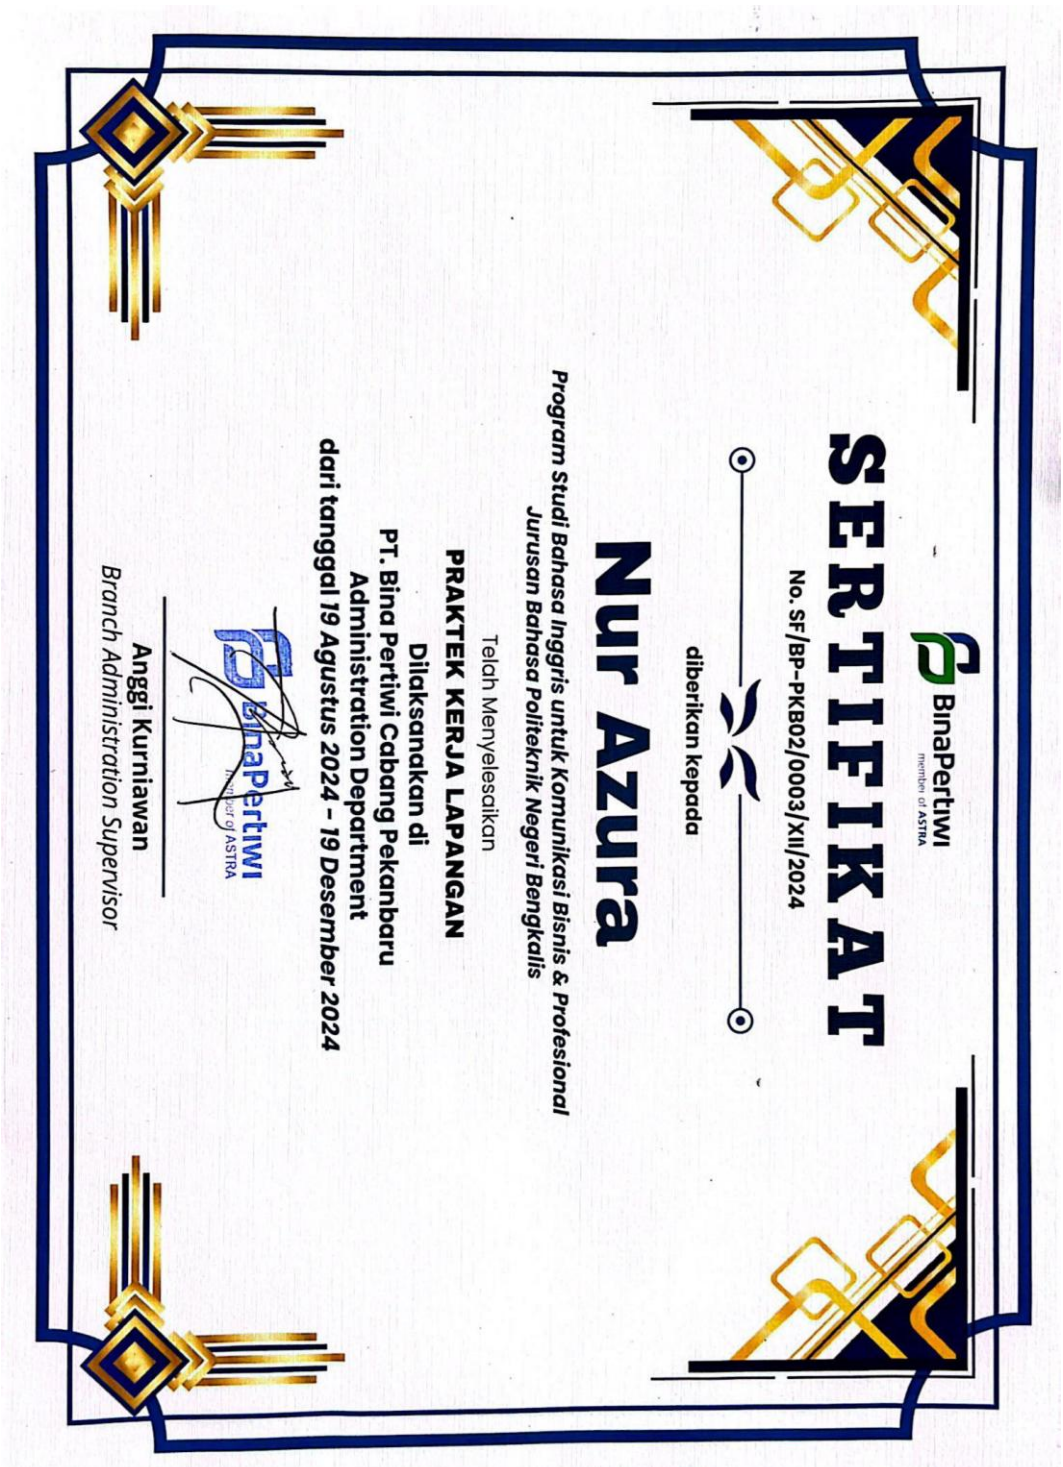 BinaPertiwi
member of ASTRA
SERTIFIKAT
No. SF/BP-PKB02/0003/XII/2024
diberikan kepada
Nur Azura
Program Studi Bahasa Inggris untuk Komunikasi Bisnis & Profesional
Jurusan Bahasa Politeknik Negeri Bengkalis
Telah Menyelesaikan
PRAKTEK KERJA LAPANGAN
Dilaksanakan di
PT. Bina Pertiwi Cabang Pekanbaru
Administration Department
dari tanggal 19 Agustus 2024 - 19 Desember 2024
BinaPertiwi
member of ASTRA
Anggi Kurniawan
Branch Administration Supervisor